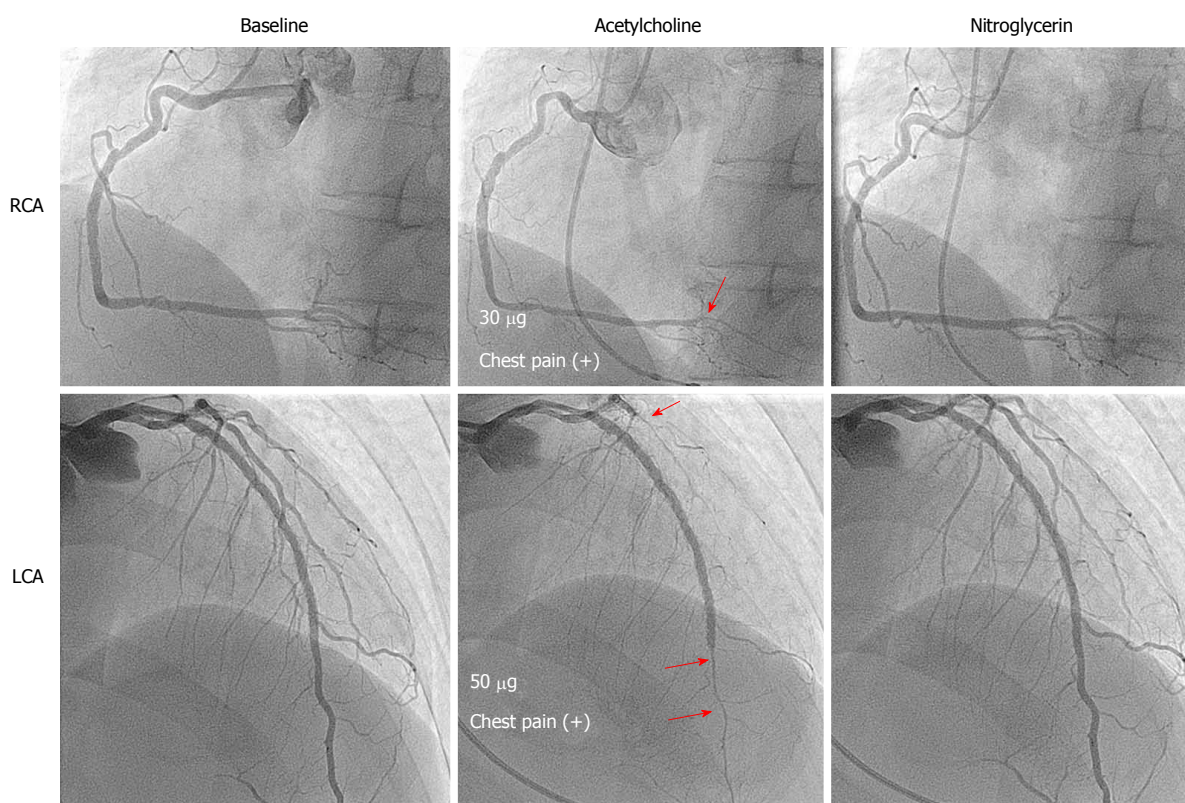 Baseline
Acetylcholine
Nitroglycerin
RCA
30 μg
Chest pain (+)
LCA
50 μg
Chest pain (+)